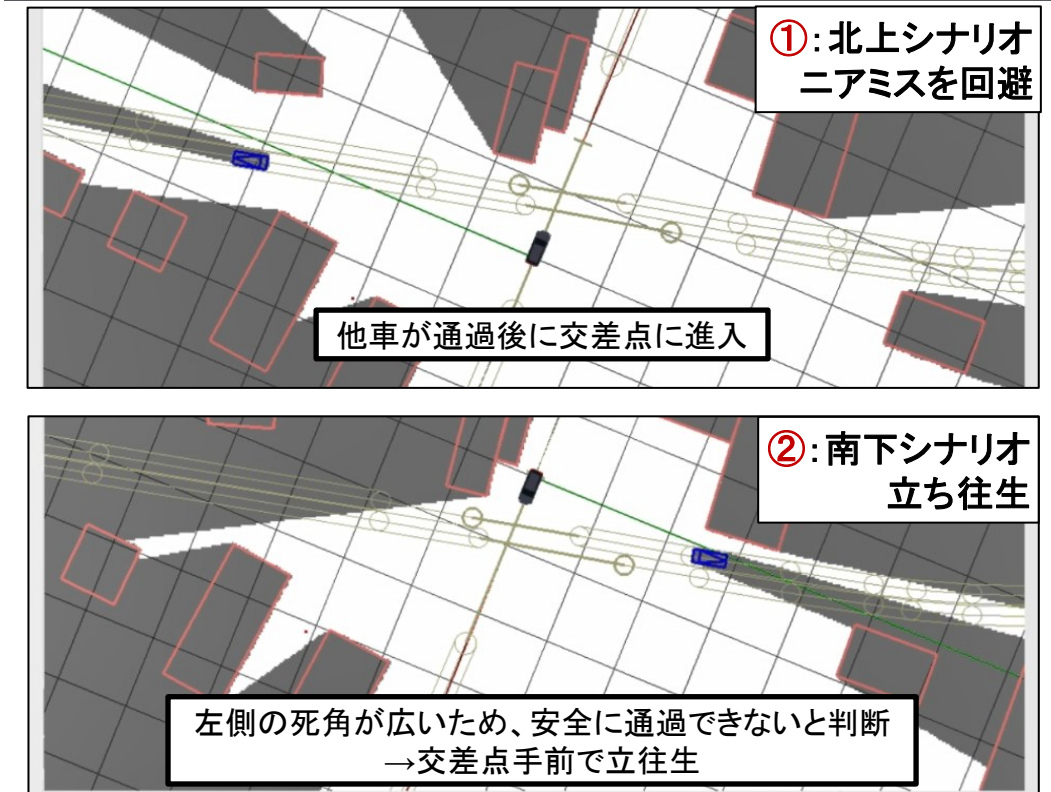 ①:北上シナリオ
ニアミスを回避
他車が通過後に交差点に進入
②:南下シナリオ
立ち往生
左側の死角が広いため、安全に通過できないと判断
→交差点手前で立往生